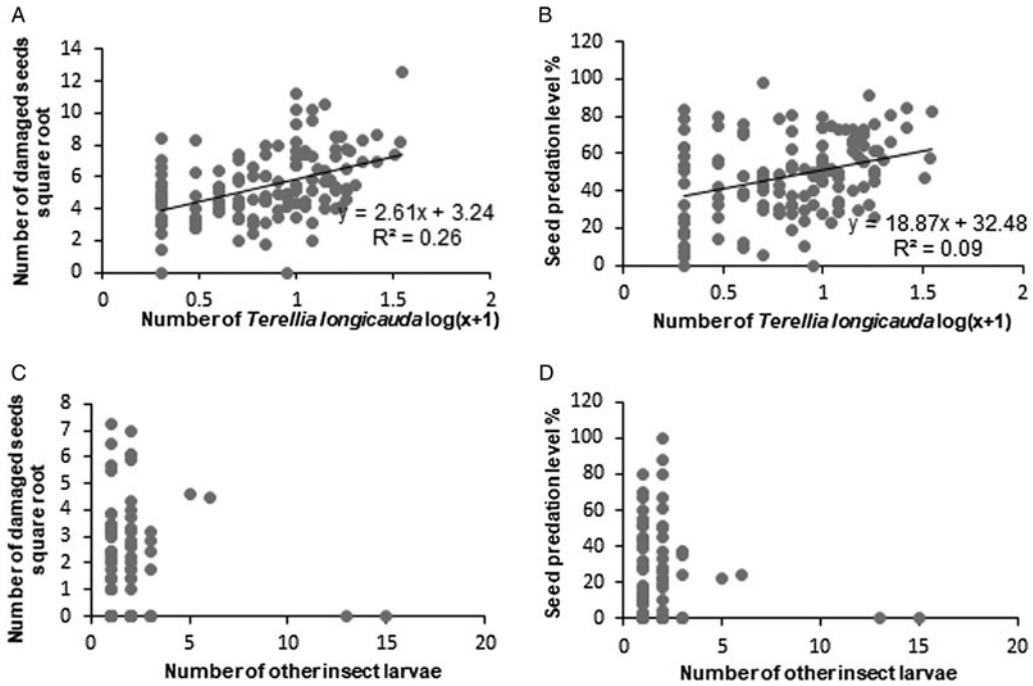 A
Number of damaged seeds
square root
14
12
10
8
6
4
2
0
y = 2.61x + 3.24
R² = 0.26
0
0.5
1
1.5
2
Number of Terellia longicauda log(x+1)
B
Seed predation level %
120
100
80
60
40
20
0
y = 18.87x + 32.48
R² = 0.09
0
0.5
1
1.5
2
Number of Terellia longicauda log(x+1)
C
Number of damaged seeds
square root
8
7
6
5
4
3
2
1
0
0
5
10
15
20
Number of other insect larvae
D
Seed predation level %
120
100
80
60
40
20
0
0
5
10
15
20
Number of other insect larvae